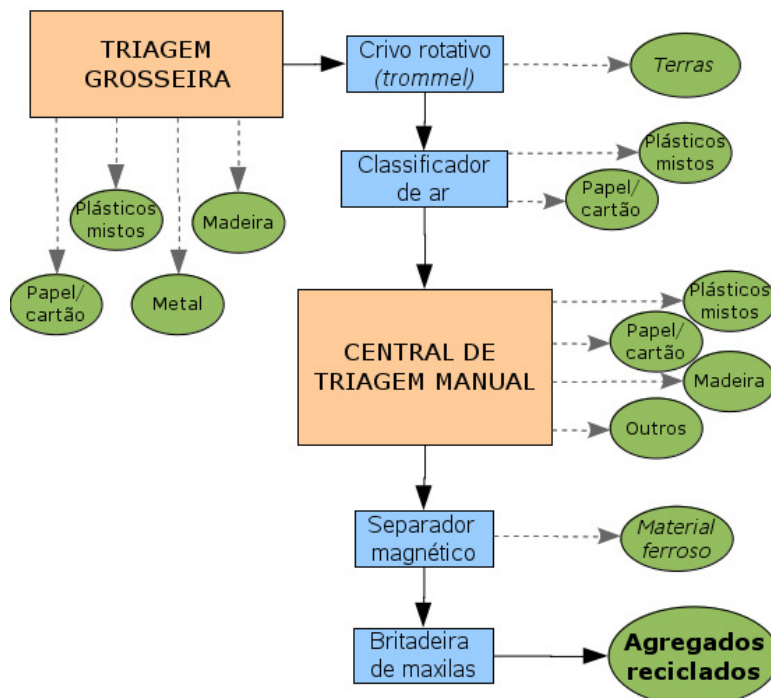 TRIAGEM
GROSSEIRA
Crivo rotativo
(trommel)
Terras
Classificador
de ar
Plásticos
mistos
Papel/
cartão
Plásticos
mistos
Madeira
Papel/
cartão
Metal
CENTRAL DE
TRIAGEM MANUAL
Plásticos
mistos
Papel/
cartão
Madeira
Outros
Separador
magnético
Material
ferroso
Britadeira
de maxilas
Agregados
reciclados